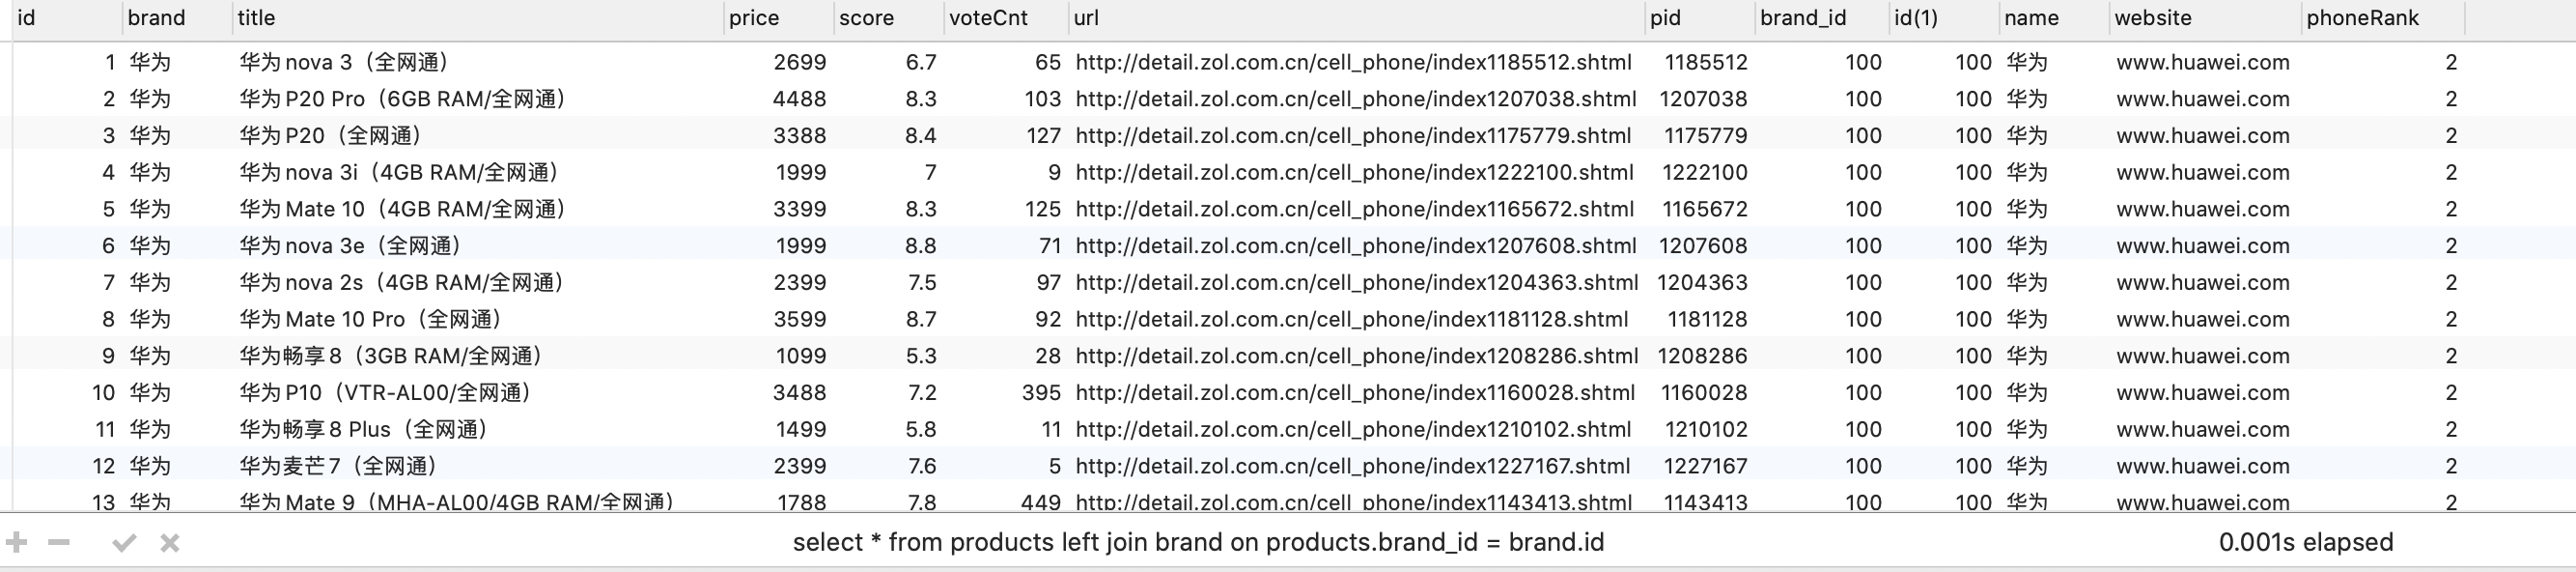 id brand title price score voteCnt url pid brand_id id(1) name website phoneRank
1 华为 华为 nova 3（全网通） 2699 6.7 65 http://detail.zol.com.cn/cell_phone/index1185512.shtml 1185512 100 100 华为 www.huawei.com 2
2 华为 华为 P20 Pro（6GB RAM/全网通） 4488 8.3 103 http://detail.zol.com.cn/cell_phone/index1207038.shtml 1207038 100 100 华为 www.huawei.com 2
3 华为 华为 P20（全网通） 3388 8.4 127 http://detail.zol.com.cn/cell_phone/index1175779.shtml 1175779 100 100 华为 www.huawei.com 2
4 华为 华为 nova 3i（4GB RAM/全网通） 1999 7 9 http://detail.zol.com.cn/cell_phone/index1222100.shtml 1222100 100 100 华为 www.huawei.com 2
5 华为 华为 Mate 10（4GB RAM/全网通） 3399 8.3 125 http://detail.zol.com.cn/cell_phone/index1165672.shtml 1165672 100 100 华为 www.huawei.com 2
6 华为 华为 nova 3e（全网通） 1999 8.8 71 http://detail.zol.com.cn/cell_phone/index1207608.shtml 1207608 100 100 华为 www.huawei.com 2
7 华为 华为 nova 2s（4GB RAM/全网通） 2399 7.5 97 http://detail.zol.com.cn/cell_phone/index1204363.shtml 1204363 100 100 华为 www.huawei.com 2
8 华为 华为 Mate 10 Pro（全网通） 3599 8.7 92 http://detail.zol.com.cn/cell_phone/index1181128.shtml 1181128 100 100 华为 www.huawei.com 2
9 华为 华为畅享8（3GB RAM/全网通） 1099 5.3 28 http://detail.zol.com.cn/cell_phone/index1208286.shtml 1208286 100 100 华为 www.huawei.com 2
10 华为 华为 P10（VTR-AL00/全网通） 3488 7.2 395 http://detail.zol.com.cn/cell_phone/index1160028.shtml 1160028 100 100 华为 www.huawei.com 2
11 华为 华为畅享8 Plus（全网通） 1499 5.8 11 http://detail.zol.com.cn/cell_phone/index1210102.shtml 1210102 100 100 华为 www.huawei.com 2
12 华为 华为麦芒7（全网通） 2399 7.6 5 http://detail.zol.com.cn/cell_phone/index1227167.shtml 1227167 100 100 华为 www.huawei.com 2
13 华为 华为 Mate 9（MHA-AL00/4GB RAM/全网通） 1788 7.8 449 http://detail.zol.com.cn/cell_phone/index1143413.shtml 1143413 100 100 华为 www.huawei.com 2
select * from products left join brand on products.brand_id = brand.id 0.001s elapsed